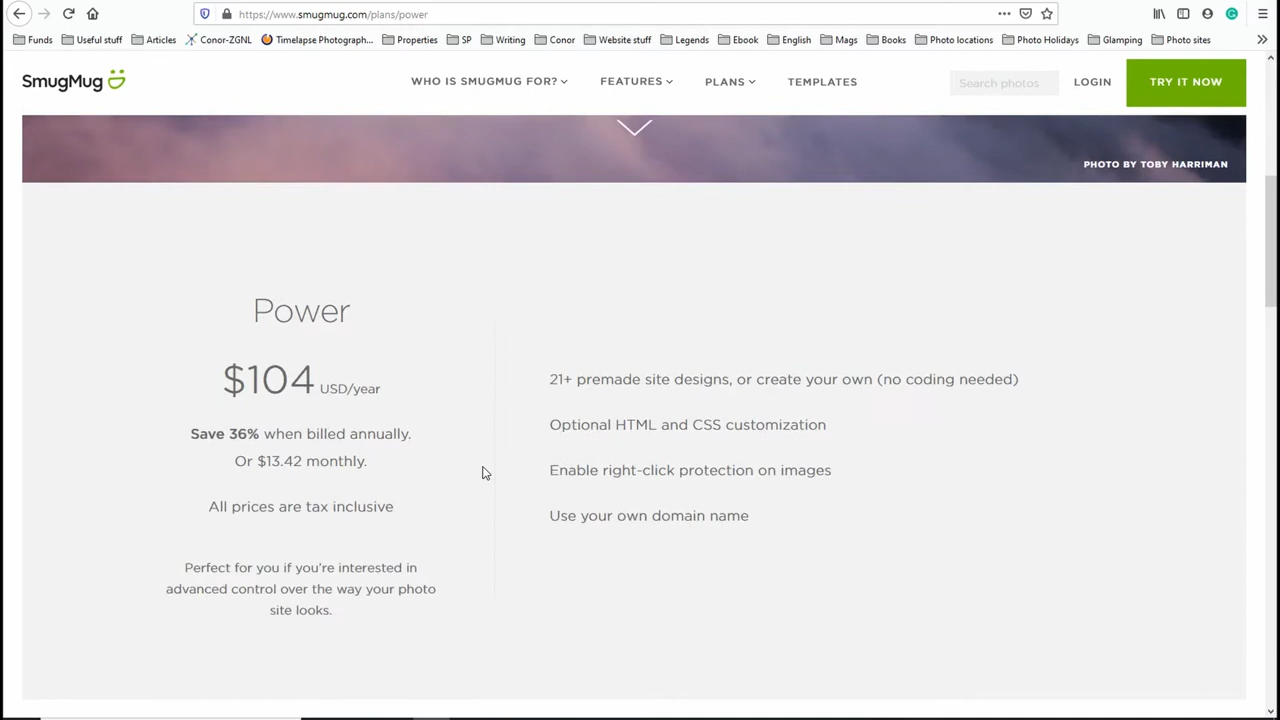 https://www.smugmug.com/plans/power
Funds Useful stuff Articles Conor-ZGNL Timelapse Photograph... Properties SP Writing Conor Website stuff Legends Ebook English Mags Books Photo locations Photo Holidays Glamping Photo sites
SmugMug WHO IS SMUGMUG FOR? FEATURES PLANS TEMPLATES Search photos LOGIN TRY IT NOW
PHOTO BY TOBY HARRIMAN
Power
$104 USD/year
Save 36% when billed annually.
Or $13.42 monthly.
All prices are tax inclusive
Perfect for you if you're interested in
advanced control over the way your photo
site looks.
21+ premade site designs, or create your own (no coding needed)
Optional HTML and CSS customization
Enable right-click protection on images
Use your own domain name